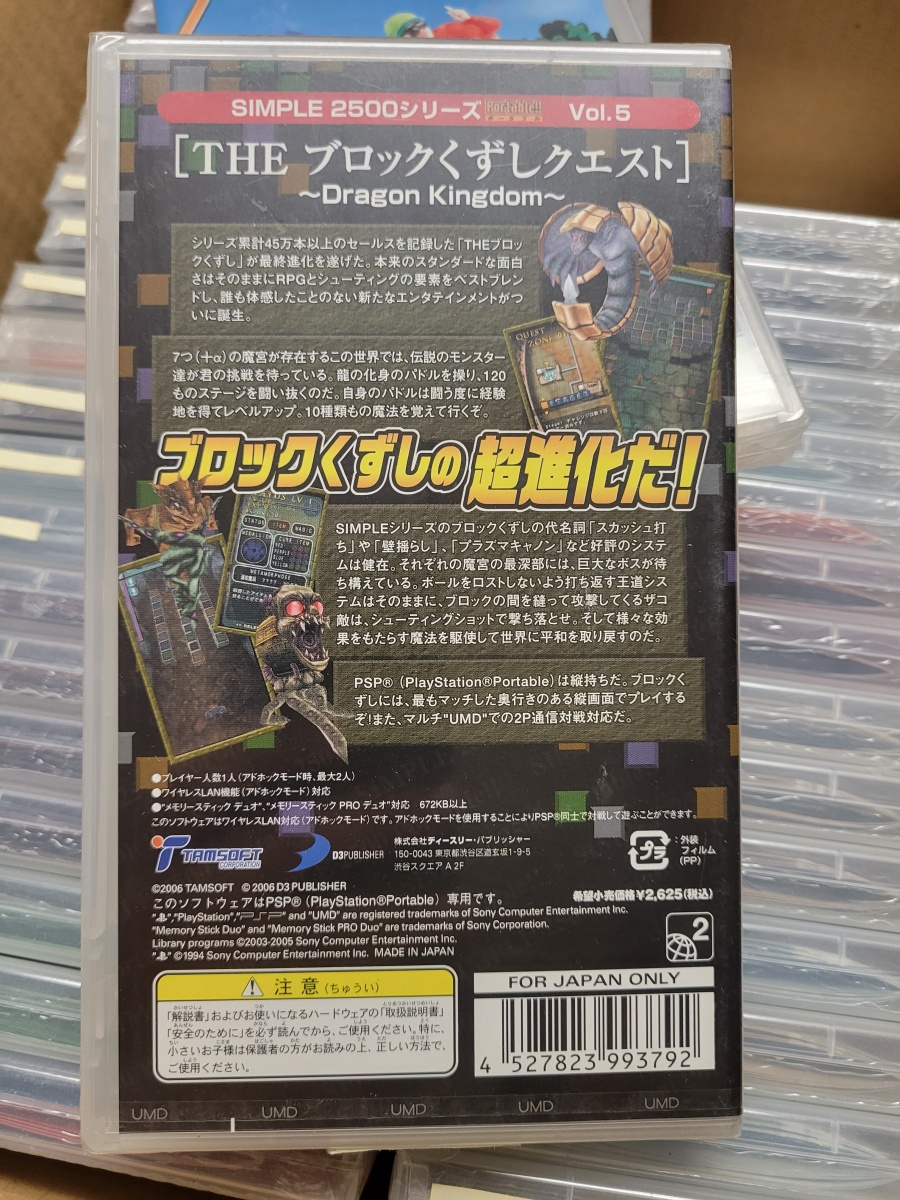 SIMPLE 2500シリーズ Portable!! ポータブル Vol.5
[THE ブロックくずしクエスト]
~Dragon Kingdom~
シリーズ累計45万本以上のセールスを記録した「THEブロッ
クくずし」が最終進化を遂げた。本来のスタンダードな面白
さはそのままにRPGとシューティングの要素をベストブレン
ドし、誰も体感したことのない新たなエンタテインメントがつ
いに誕生。
QUEST
ZONE
7つ(+α)の魔宮が存在するこの世界では、伝説のモンスター
達が君の挑戦を待っている。龍の化身のパドルを操り、120
ものステージを闘い抜くのだ。自身のパドルは闘う度に経験
地を得てレベルアップ。10種類もの魔法を覚えて行くぞ。
ブロックくずしの超進化だ!
STATUS ITEM MAGIC
METAMORPHOSE
SIMPLEシリーズのブロックくずしの代名詞「スカッシュ打
ち」や「壁揺らし」、「プラズマキャノン」など好評のシステ
ムは健在。それぞれの魔宮の最深部には、巨大なボスが待
ち構えている。ボールをロストしないよう打ち返す王道シス
テムはそのままに、ブロックの間を縫って攻撃してくるザコ
敵は、シューティングショットで撃ち落とせ。そして様々な効
果をもたらす魔法を駆使して世界に平和を取り戻すのだ。
PSP®(PlayStation®Portable)は縦持ちだ。ブロックく
ずしには、最もマッチした奥行きのある縦画面でプレイする
ぞ!また、マルチ"UMD"での2P通信対戦対応だ。
●プレイヤー人数1人(アドホックモード時、最大2人)
●ワイヤレスLAN機能(アドホックモード)対応
●"メモリースティック デュオ"、"メモリースティック PRO デュオ"対応 672KB以上
このソフトウェアはワイヤレスLAN対応(アドホックモード)です。アドホックモードを使用することによりPSP®同士で対戦して遊ぶことができます。
TAMSOFT
CORPORATION
D3PUBLISHER
株式会社ディースリー・パブリッシャー
150-0043 東京都渋谷区道玄坂1-9-5
渋谷スクエア A 2F
プラ
:外装
フィルム
(PP)
©2006 TAMSOFT ©2006 D3 PUBLISHER
このソフトウェアはPSP®(PlayStation®Portable)専用です。
希望小売価格¥2,625(税込)
"PS","PlayStation","PSP" and "UMD" are registered trademarks of Sony Computer Entertainment Inc.
"Memory Stick Duo" and "Memory Stick PRO Duo" are trademarks of Sony Corporation.
Library programs ©2003-2005 Sony Computer Entertainment Inc.
"PS" ©1994 Sony Computer Entertainment Inc. MADE IN JAPAN
2
注意(ちゅうい)
「解説書」およびお使いになるハードウェアの「取扱説明書」
「安全のために」を必ず読んでから、ご使用ください。特に、
小さいお子様は保護者の方がお読みの上、正しい方法で、
ご使用ください。
FOR JAPAN ONLY
4 527823 993792
UMD UMD UMD UMD UMD